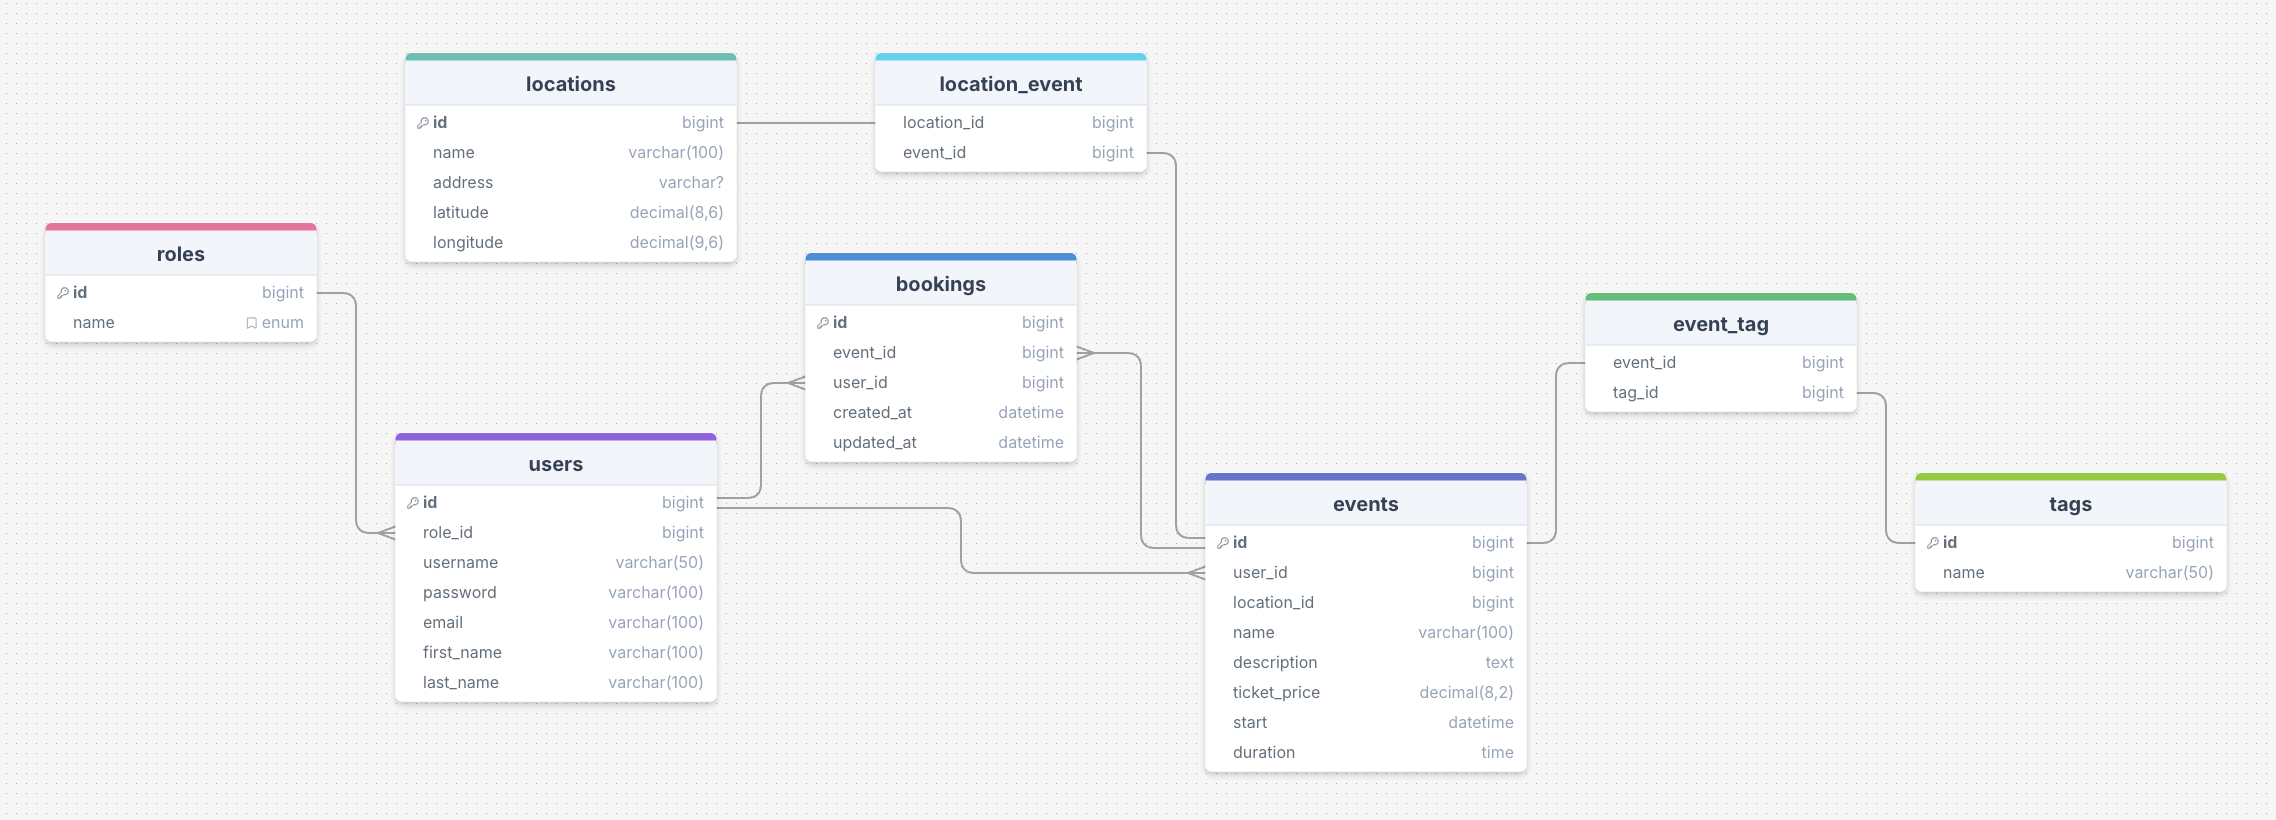 locations
id bigint
name varchar(100)
address varchar?
latitude decimal(8,6)
longitude decimal(9,6)
location_event
location_id bigint
event_id bigint
roles
id bigint
name enum
bookings
id bigint
event_id bigint
user_id bigint
created_at datetime
updated_at datetime
event_tag
event_id bigint
tag_id bigint
users
id bigint
role_id bigint
username varchar(50)
password varchar(100)
email varchar(100)
first_name varchar(100)
last_name varchar(100)
events
id bigint
user_id bigint
location_id bigint
name varchar(100)
description text
ticket_price decimal(8,2)
start datetime
duration time
tags
id bigint
name varchar(50)